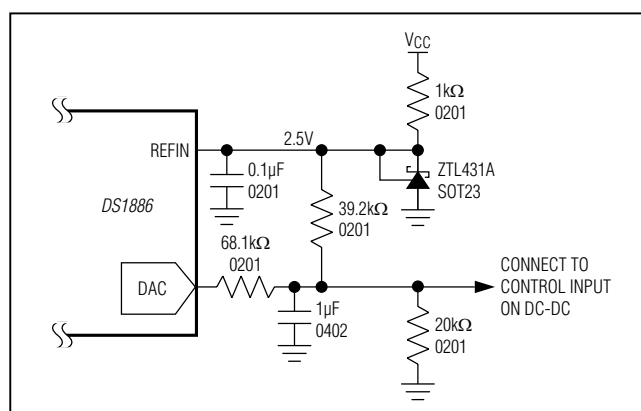 VCC
1kΩ
0201
2.5V
REFIN
0.1µF
0201
ZTL431A
SOT23
DS1886
39.2kΩ
0201
68.1kΩ
0201
DAC
CONNECT TO
CONTROL INPUT
ON DC-DC
1µF
0402
20kΩ
0201